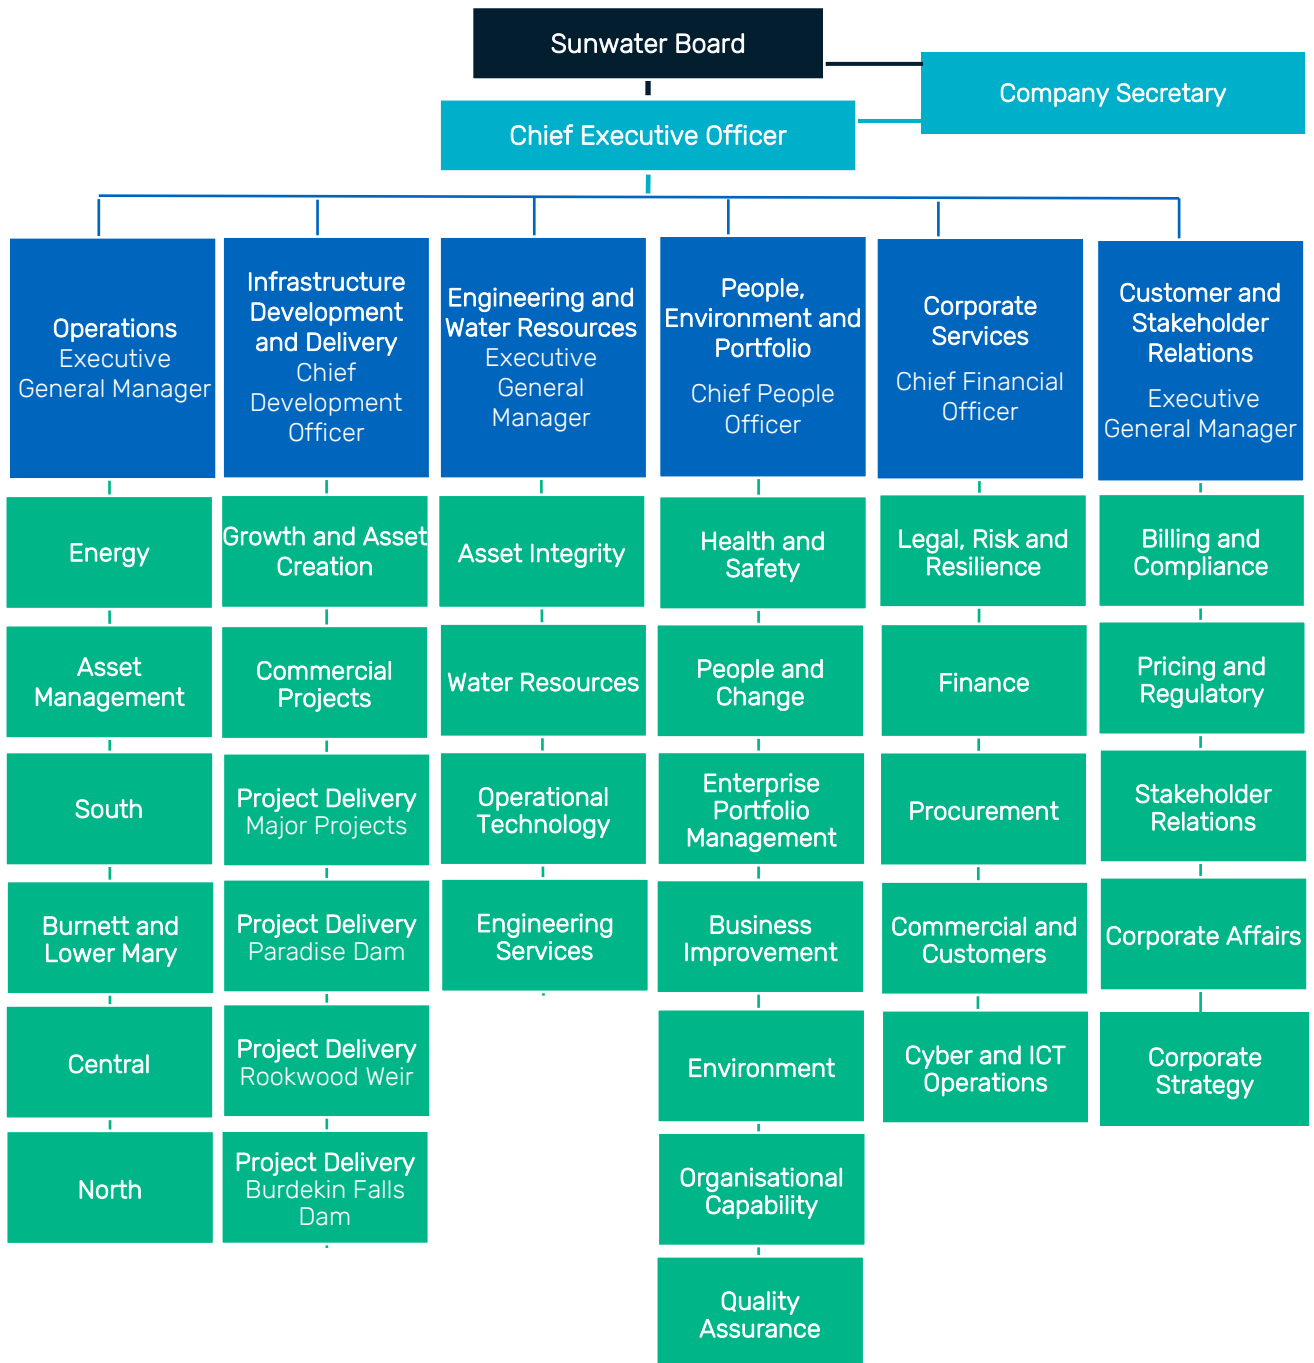 Sunwater Board
Company Secretary
Chief Executive Officer
Operations
Executive
General Manager
Infrastructure
Development
and Delivery
Chief
Development
Officer
Engineering and
Water Resources
Executive
General
Manager
People,
Environment and
Portfolio
Chief People
Officer
Corporate
Services
Chief Financial
Officer
Customer and
Stakeholder
Relations
Executive
General Manager
Energy
Asset
Management
South
Burnett and
Lower Mary
Central
North
Growth and Asset
Creation
Commercial
Projects
Project Delivery
Major Projects
Project Delivery
Paradise Dam
Project Delivery
Rookwood Weir
Project Delivery
Burdekin Falls
Dam
Asset Integrity
Water Resources
Operational
Technology
Engineering
Services
Health and
Safety
People and
Change
Enterprise
Portfolio
Management
Business
Improvement
Environment
Organisational
Capability
Quality
Assurance
Legal, Risk and
Resilience
Finance
Procurement
Commercial and
Customers
Cyber and ICT
Operations
Billing and
Compliance
Pricing and
Regulatory
Stakeholder
Relations
Corporate Affairs
Corporate
Strategy